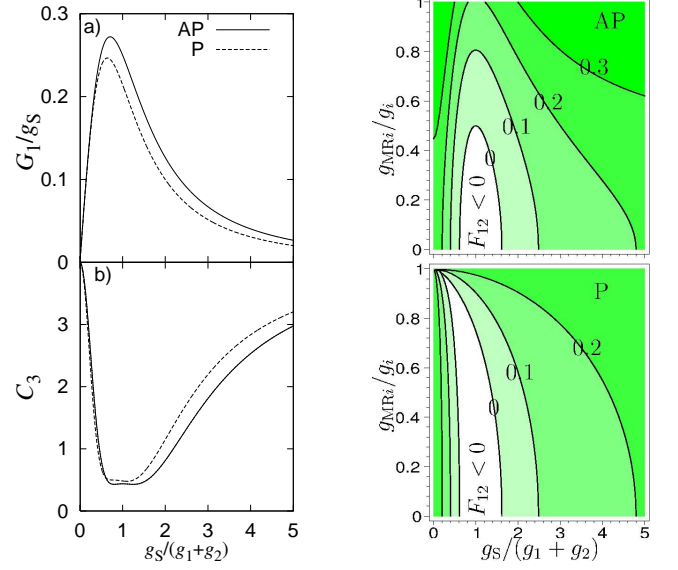 a)
AP
P
0.3
0.2
0.1
0
G₁/gS
b)
3
2
1
0
C₃
0 1 2 3 4 5
gS/(g₁+g₂)
AP
1
0.8
0.6
0.4
0.2
0
gMRi/gi
0.3
0.2
0.1
0
F₁₂ < 0
P
1
0.8
0.6
0.4
0.2
0
gMRi/gi
0.2
0.1
0
F₁₂ < 0
0 1 2 3 4 5
gS/(g₁ + g₂)